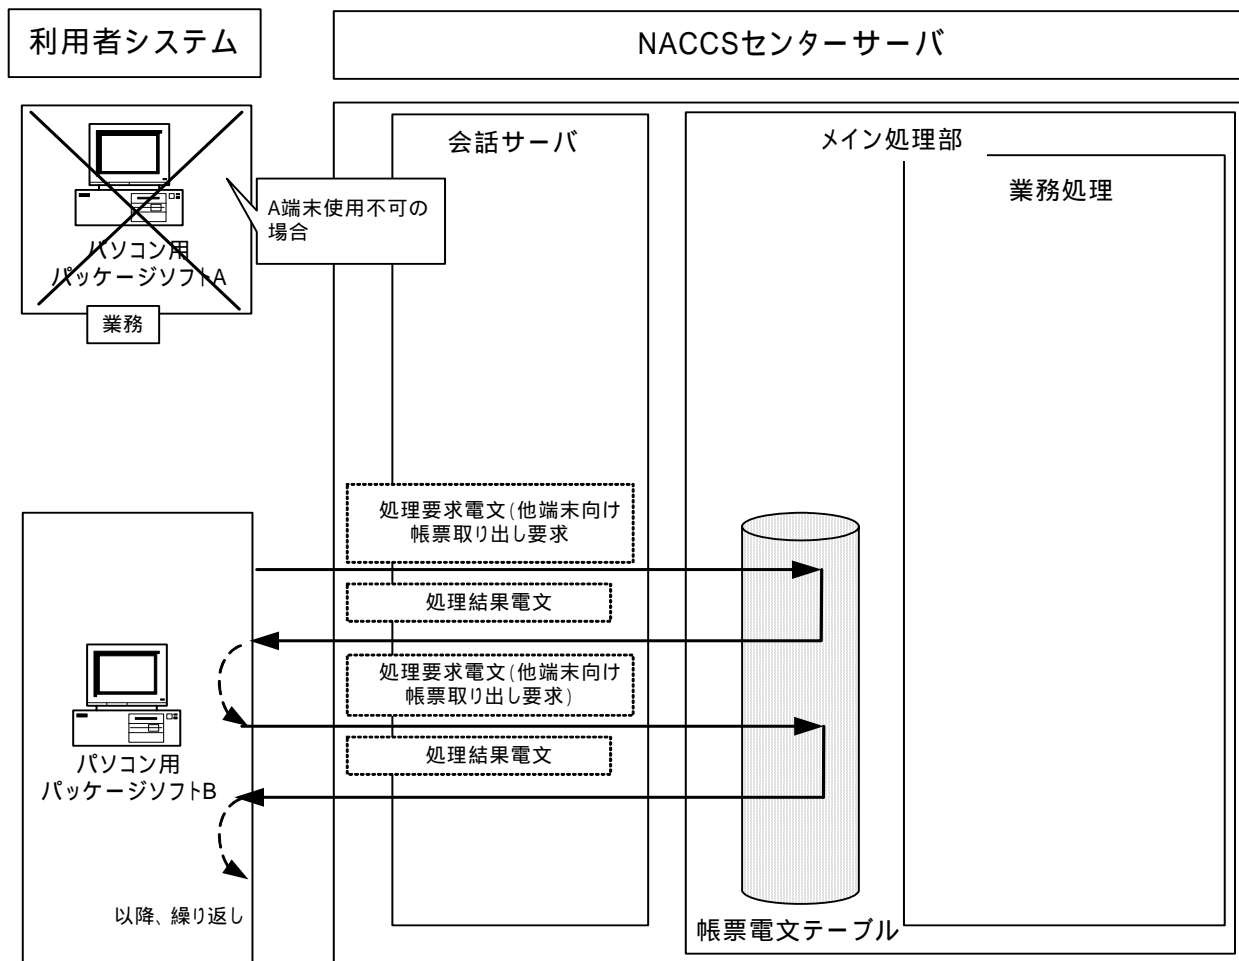 利用者システム
NACCSセンターサーバ
会話サーバ
メイン処理部
業務処理
A端末使用不可の
場合
パソコン用
パッケージソフトA
業務
処理要求電文(他端末向け
帳票取り出し要求
処理結果電文
処理要求電文(他端末向け
帳票取り出し要求)
処理結果電文
パソコン用
パッケージソフトB
以降、繰り返し
帳票電文テーブル